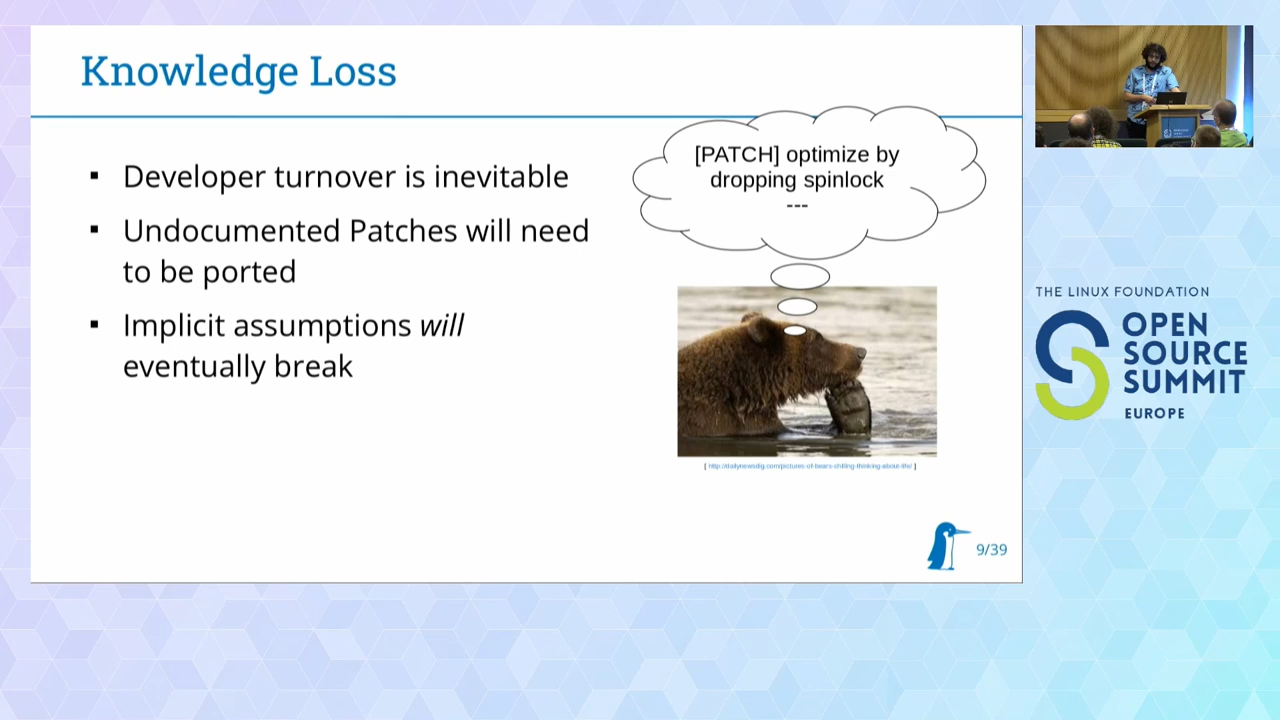 Knowledge Loss
▪ Developer turnover is inevitable
▪ Undocumented Patches will need
to be ported
▪ Implicit assumptions will
eventually break
[PATCH] optimize by
dropping spinlock
---
[ http://dailynewsdig.com/pictures-of-bears-chilling-thinking-about-life/ ]
9/39
THE LINUX FOUNDATION
OPEN
SOURCE
SUMMIT
EUROPE